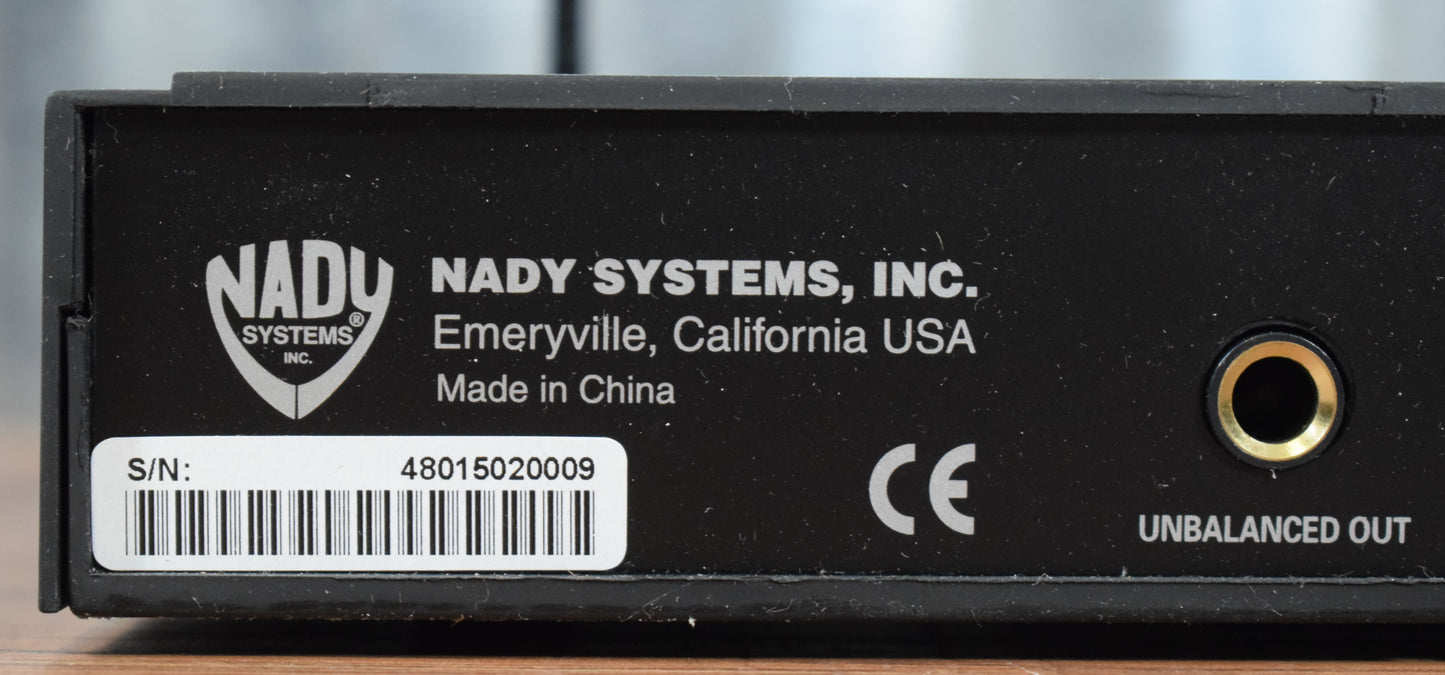 NADY
SYSTEMS®
INC.
NADY SYSTEMS, INC.
Emeryville, California USA
Made in China
S/N: 48015020009
CE
UNBALANCED OUT